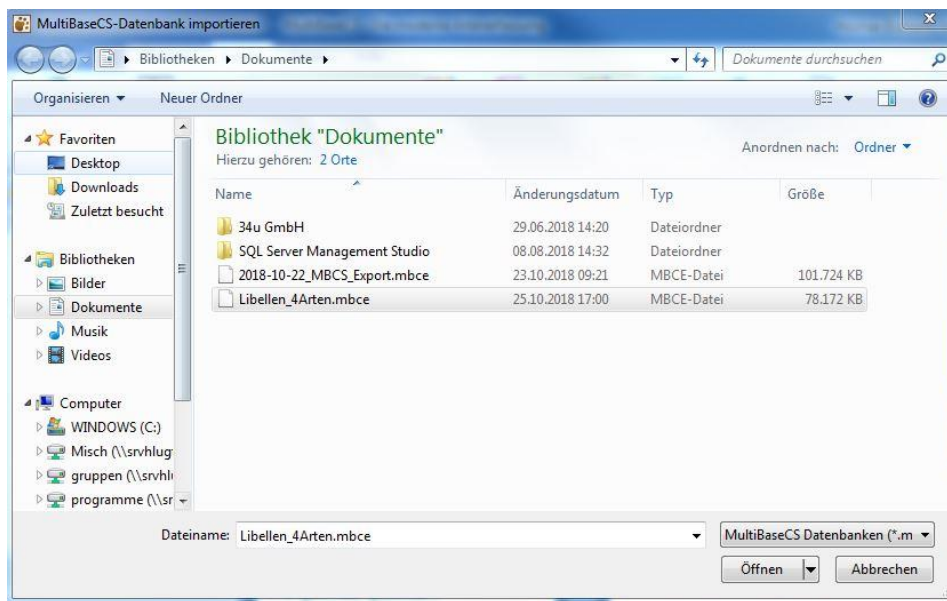 MultiBaseCS-Datenbank importieren
Bibliotheken Dokumente Dokumente durchsuchen
Organisieren Neuer Ordner
Favoriten
Desktop
Downloads
Zuletzt besucht
Bibliotheken
Bilder
Dokumente
Musik
Videos
Computer
WINDOWS (C:)
Misch (\\srvhlug
gruppen (\\srvhl
programme (\\sr
Bibliothek "Dokumente"
Hierzu gehören: 2 Orte
Anordnen nach: Ordner
Name Änderungsdatum Typ Größe
34u GmbH 29.06.2018 14:20 Dateiordner
SQL Server Management Studio 08.08.2018 14:32 Dateiordner
2018-10-22_MBCS_Export.mbce 23.10.2018 09:21 MBCE-Datei 101.724 KB
Libellen_4Arten.mbce 25.10.2018 17:00 MBCE-Datei 78.172 KB
Dateiname: Libellen_4Arten.mbce MultiBaseCS Datenbanken (*.m
Öffnen Abbrechen